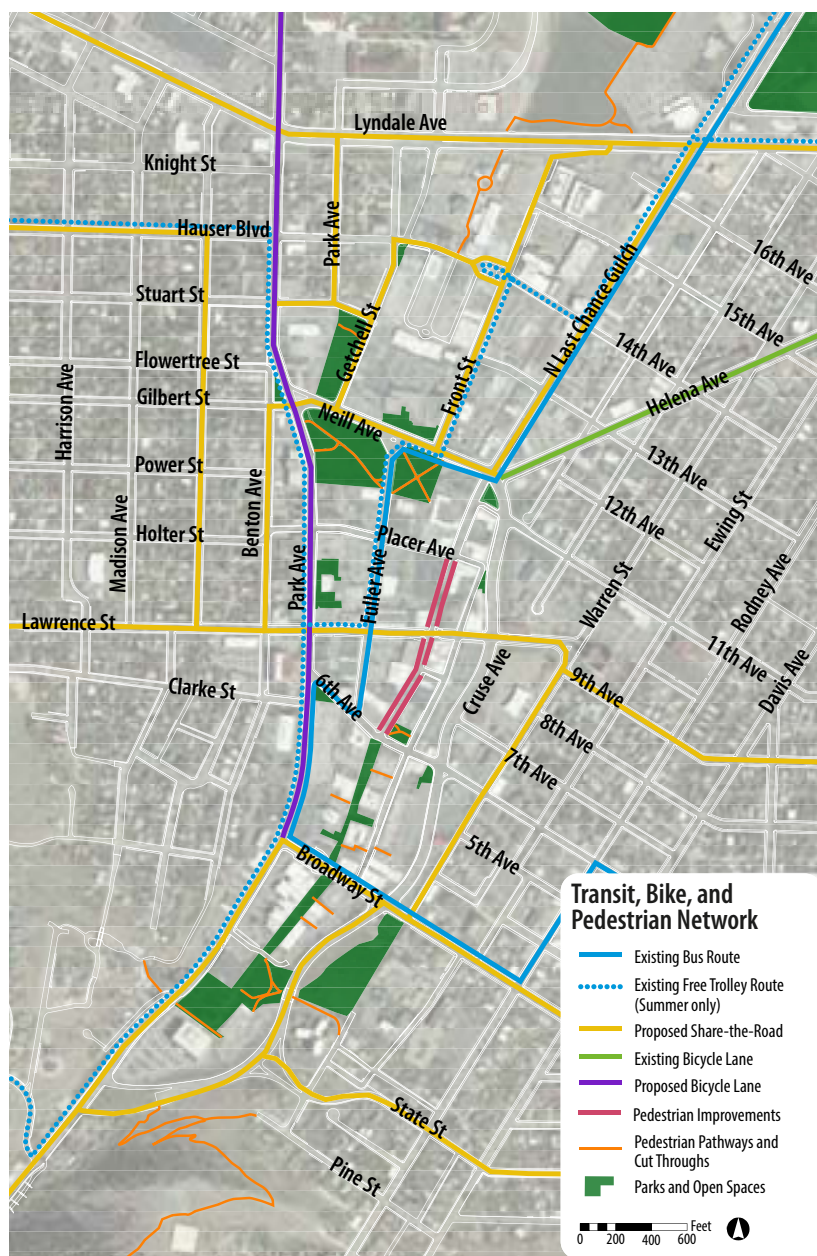 Lyndale Ave
Knight St
Park Ave
Hauser Blvd
16th Ave
N Last Chance Gulch
Stuart St
15th Ave
Getchell St
14th Ave
Flowertree St
Front St
Helena Ave
Harrison Ave
Gilbert St
Neill Ave
13th Ave
Power St
Ewing St
Madison Ave
Benton Ave
12th Ave
Holter St
Placer Ave
Park Ave
Fuller Ave
Warren St
Rodney Ave
Lawrence St
11th Ave
Clarke St
6th Ave
Cruse Ave
9th Ave
Davis Ave
8th Ave
7th Ave
5th Ave
Broadway St
State St
Pine St
Transit, Bike, and
Pedestrian Network
Existing Bus Route
Existing Free Trolley Route
(Summer only)
Proposed Share-the-Road
Existing Bicycle Lane
Proposed Bicycle Lane
Pedestrian Improvements
Pedestrian Pathways and
Cut Throughs
Parks and Open Spaces
Feet
0 200 400 600